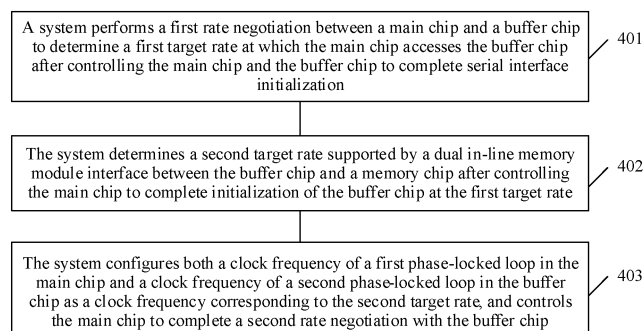 A system performs a first rate negotiation between a main chip and a buffer chip
to determine a first target rate at which the main chip accesses the buffer chip
after controlling the main chip and the buffer chip to complete serial interface
initialization
401
The system determines a second target rate supported by a dual in-line memory
module interface between the buffer chip and a memory chip after controlling
the main chip to complete initialization of the buffer chip at the first target rate
402
The system configures both a clock frequency of a first phase-locked loop in the
main chip and a clock frequency of a second phase-locked loop in the buffer
chip as a clock frequency corresponding to the second target rate, and controls
the main chip to complete a second rate negotiation with the buffer chip
403